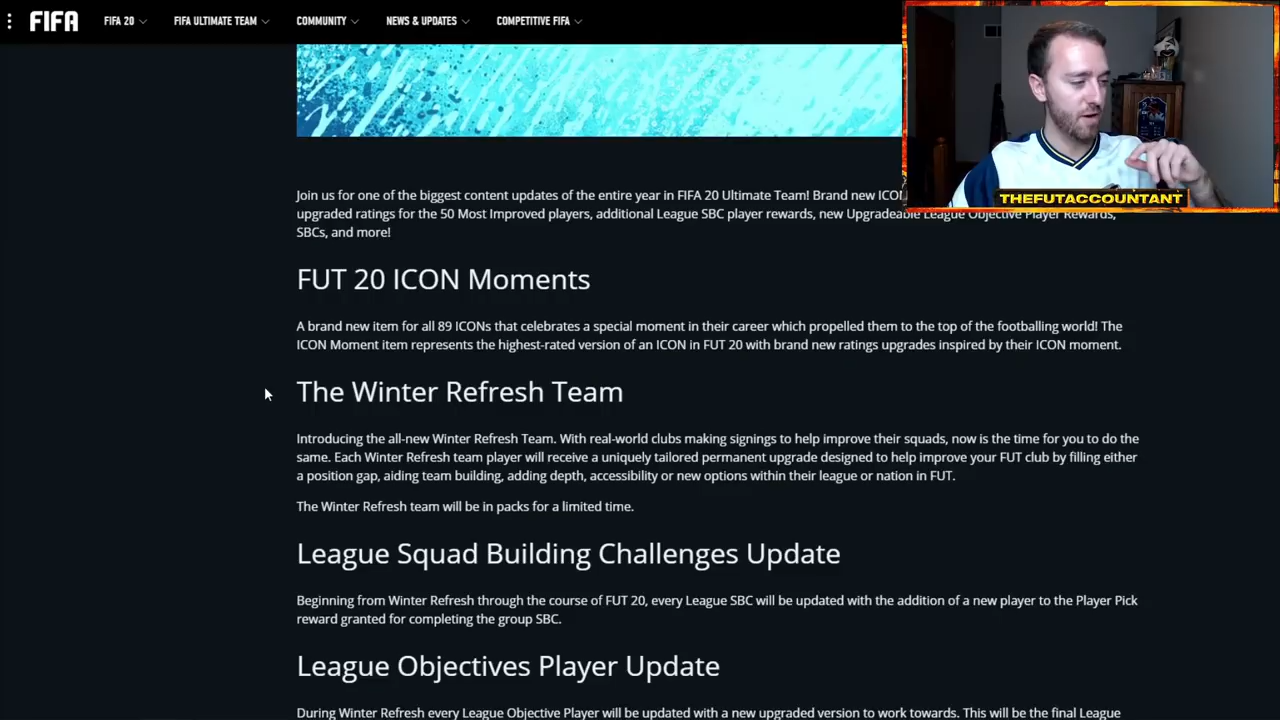 FIFA
FIFA 20
FIFA ULTIMATE TEAM
COMMUNITY
NEWS & UPDATES
COMPETITIVE FIFA
THEFUTACCOUNTANT
Join us for one of the biggest content updates of the entire year in FIFA 20 Ultimate Team! Brand new ICON
upgraded ratings for the 50 Most Improved players, additional League SBC player rewards, new Upgradeable League Objective Player Rewards,
SBCs, and more!
FUT 20 ICON Moments
A brand new item for all 89 ICONs that celebrates a special moment in their career which propelled them to the top of the footballing world! The
ICON Moment item represents the highest-rated version of an ICON in FUT 20 with brand new ratings upgrades inspired by their ICON moment.
The Winter Refresh Team
Introducing the all-new Winter Refresh Team. With real-world clubs making signings to help improve their squads, now is the time for you to do the
same. Each Winter Refresh team player will receive a uniquely tailored permanent upgrade designed to help improve your FUT club by filling either
a position gap, aiding team building, adding depth, accessibility or new options within their league or nation in FUT.
The Winter Refresh team will be in packs for a limited time.
League Squad Building Challenges Update
Beginning from Winter Refresh through the course of FUT 20, every League SBC will be updated with the addition of a new player to the Player Pick
reward granted for completing the group SBC.
League Objectives Player Update
During Winter Refresh every League Objective Player will be updated with a new upgraded version to work towards. This will be the final League